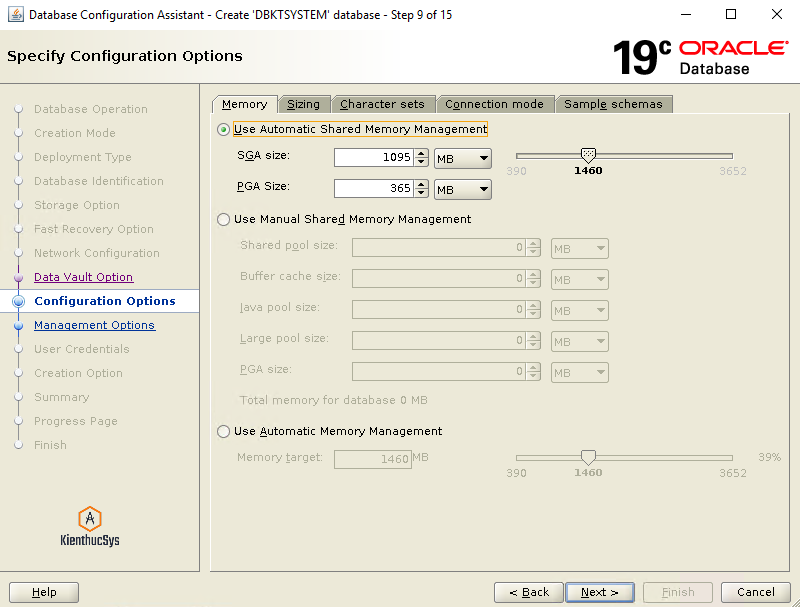 Database Configuration Assistant - Create 'DBKTSYSTEM' database - Step 9 of 15
Specify Configuration Options
19c ORACLE
Database
Database Operation
Creation Mode
Deployment Type
Database Identification
Storage Option
Fast Recovery Option
Network Configuration
Data Vault Option
Configuration Options
Management Options
User Credentials
Creation Option
Summary
Progress Page
Finish
KienthucSys
Memory Sizing Character sets Connection mode Sample schemas
Use Automatic Shared Memory Management
SGA size: 1095 MB
390 1460 3652
PGA Size: 365 MB
Use Manual Shared Memory Management
Shared pool size: 0 MB
Buffer cache size: 0 MB
Java pool size: 0 MB
Large pool size: 0 MB
PGA size: 0 MB
Total memory for database 0 MB
Use Automatic Memory Management
Memory target: 1460 MB 39%
390 1460 3652
Help < Back Next > Finish Cancel